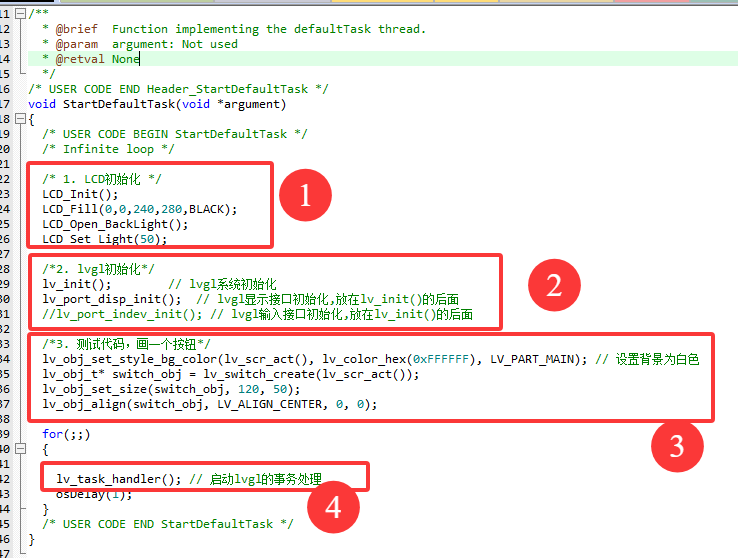 11 /**
12 * @brief  Function implementing the defaultTask thread.
13 * @param  argument: Not used
14 * @retval None
15 */
16 /* USER CODE END Header_StartDefaultTask */
17 void StartDefaultTask(void *argument)
18 {
19 /* USER CODE BEGIN StartDefaultTask */
20 /* Infinite loop */
21
22 /* 1. LCD初始化 */
23 LCD_Init();
24 LCD_Fill(0,0,240,280,BLACK);
25 LCD_Open_BackLight();
26 LCD_Set_Light(50);
1
27
28 /*2. lvgl初始化*/
29 lv_init();        // lvgl系统初始化
30 lv_port_disp_init();  // lvgl显示接口初始化,放在lv_init()的后面
31 //lv_port_indev_init(); // lvgl输入接口初始化,放在lv_init()的后面
2
32
33 /*3. 测试代码，画一个按钮*/
34 lv_obj_set_style_bg_color(lv_scr_act(), lv_color_hex(0xFFFFFF), LV_PART_MAIN); // 设置背景为白色
35 lv_obj_t* switch_obj = lv_switch_create(lv_scr_act());
36 lv_obj_set_size(switch_obj, 120, 50);
37 lv_obj_align(switch_obj, LV_ALIGN_CENTER, 0, 0);
3
38
39 for(;;)
40 {
41
42 lv_task_handler(); // 启动lvgl的事务处理
43 osDelay(1);
4
44 }
45 /* USER CODE END StartDefaultTask */
46 }
47